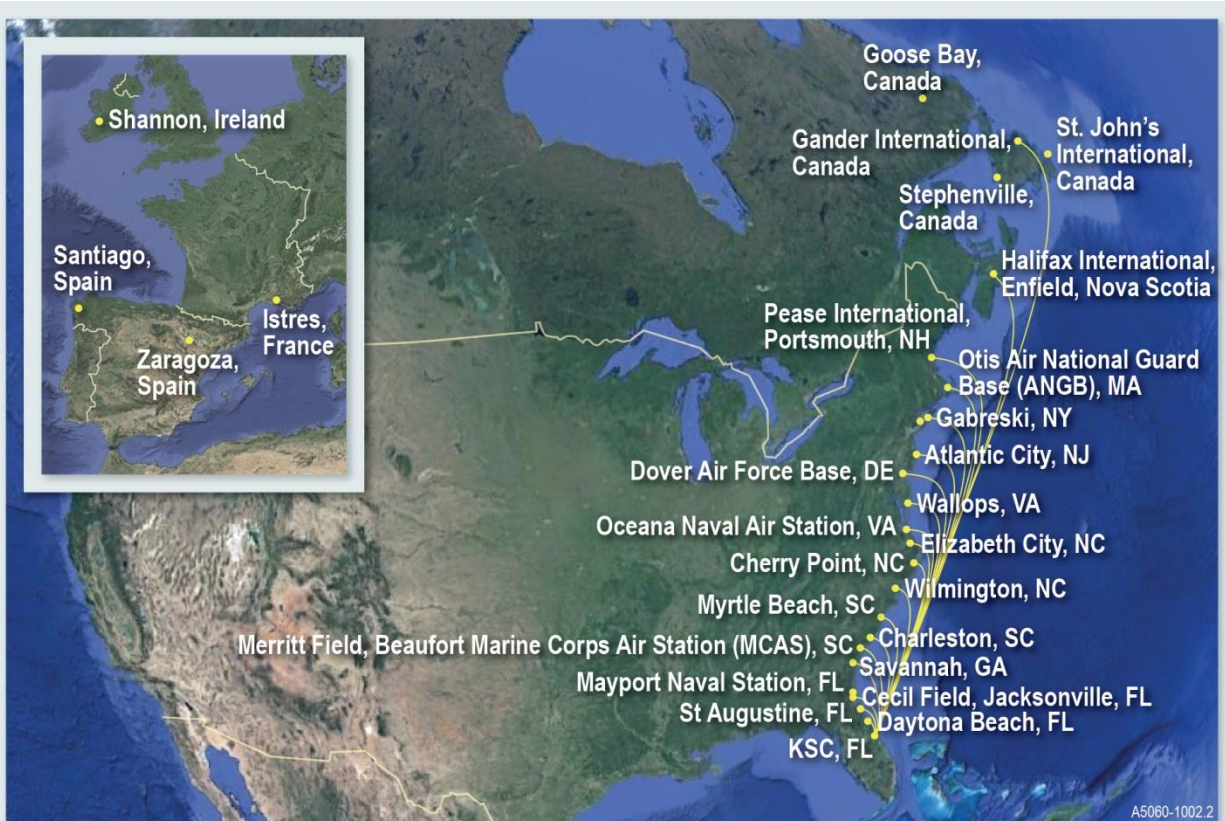 Shannon, Ireland
Santiago,
Spain
Istres,
France
Zaragoza,
Spain
Goose Bay,
Canada
Gander International,
Canada
St. John's
International,
Canada
Stephenville,
Canada
Halifax International,
Enfield, Nova Scotia
Pease International,
Portsmouth, NH
Otis Air National Guard
Base (ANGB), MA
Gabreski, NY
Atlantic City, NJ
Dover Air Force Base, DE
Wallops, VA
Oceana Naval Air Station, VA
Elizabeth City, NC
Cherry Point, NC
Wilmington, NC
Myrtle Beach, SC
Charleston, SC
Merritt Field, Beaufort Marine Corps Air Station (MCAS), SC
Savannah, GA
Mayport Naval Station, FL
Cecil Field, Jacksonville, FL
St Augustine, FL
Daytona Beach, FL
KSC, FL
A5060-1002.2